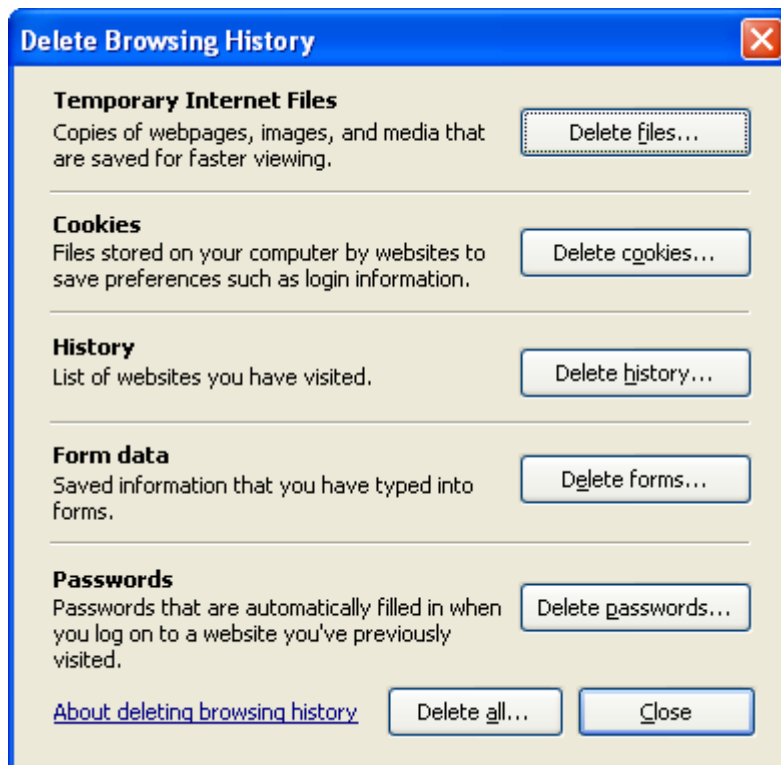 Delete Browsing History
Temporary Internet Files
Copies of webpages, images, and media that
are saved for faster viewing.
Delete files...
Cookies
Files stored on your computer by websites to
save preferences such as login information.
Delete cookies...
History
List of websites you have visited.
Delete history...
Form data
Saved information that you have typed into
forms.
Delete forms...
Passwords
Passwords that are automatically filled in when
you log on to a website you've previously
visited.
Delete passwords...
About deleting browsing history
Delete all...
Close